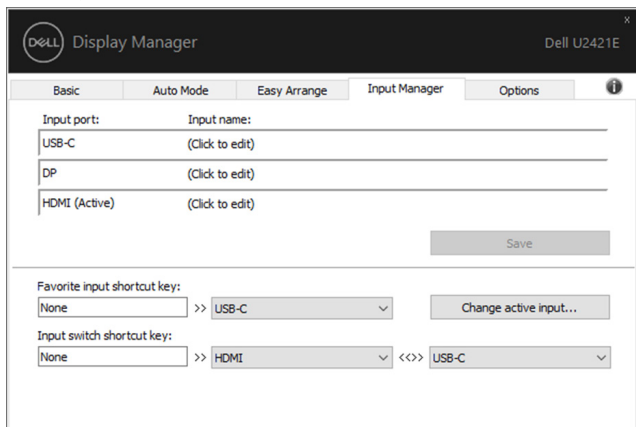 x
DELL Display Manager Dell U2421E
Basic Auto Mode Easy Arrange Input Manager Options i
Input port: Input name:
USB-C (Click to edit)
DP (Click to edit)
HDMI (Active) (Click to edit)
Save
Favorite input shortcut key:
None >> USB-C Change active input...
Input switch shortcut key:
None >> HDMI <<>> USB-C